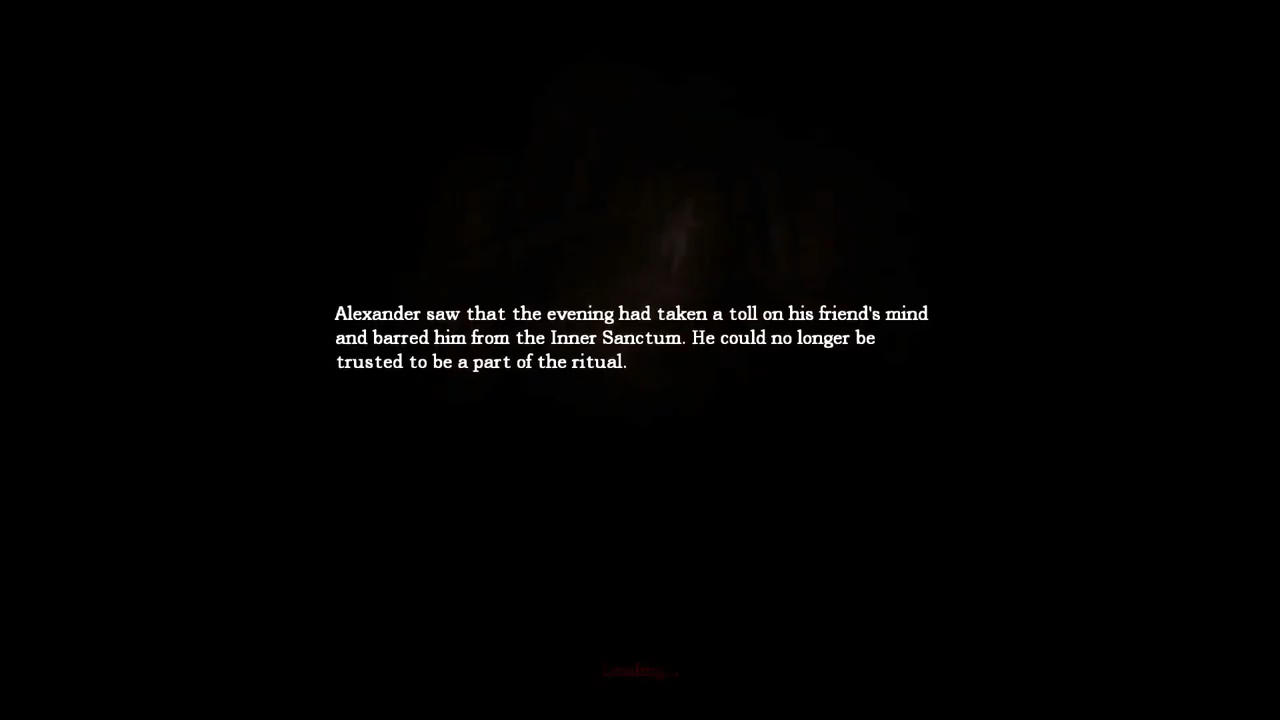 Alexander saw that the evening had taken a toll on his friend's mind
and barred him from the Inner Sanctum. He could no longer be
trusted to be a part of the ritual.
Loading...